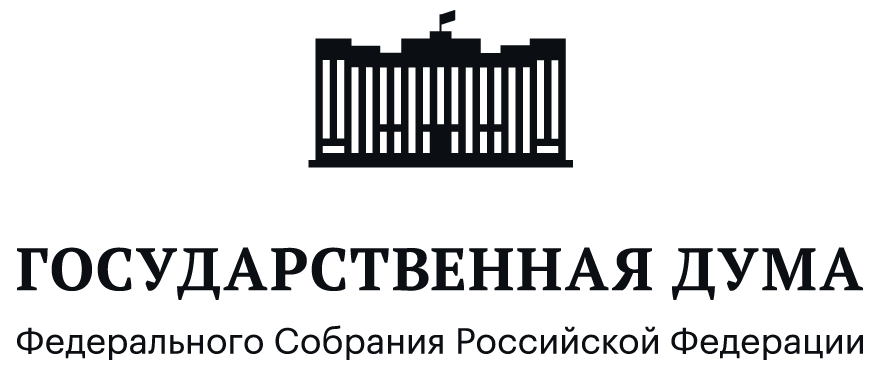 ГОСУДАРСТВЕННАЯ ДУМА
Федерального Собрания Российской Федерации